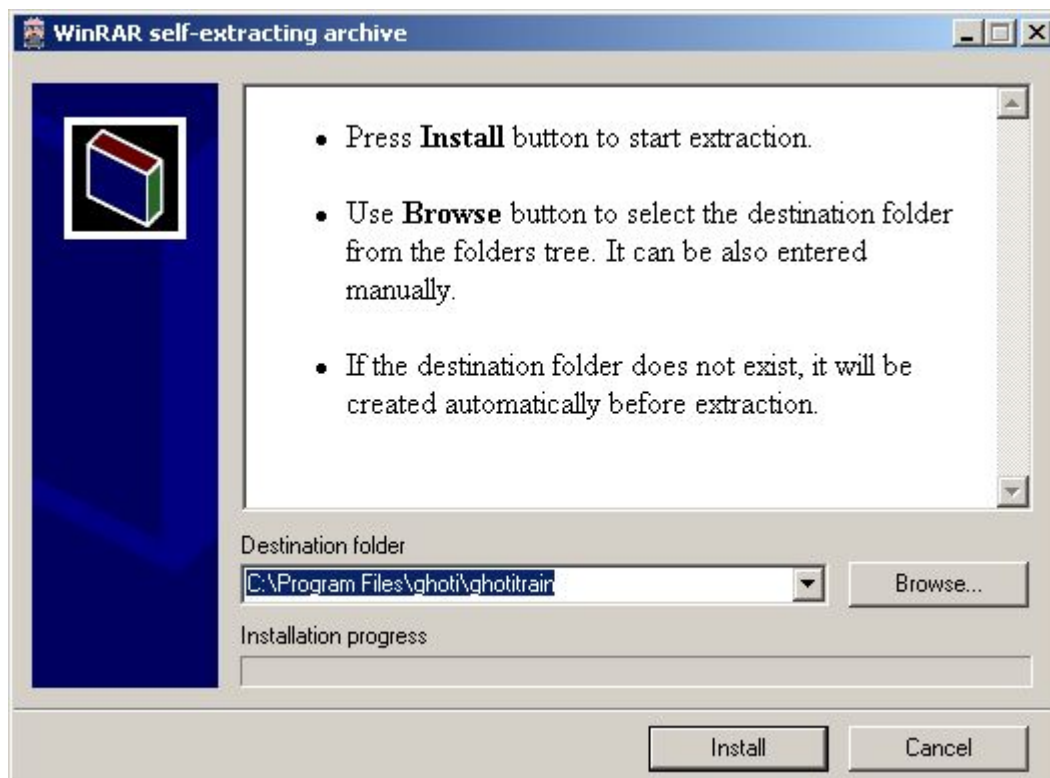 WinRAR self-extracting archive
Press Install button to start extraction.
Use Browse button to select the destination folder
from the folders tree. It can be also entered
manually.
If the destination folder does not exist, it will be
created automatically before extraction.
Destination folder
C:\Program Files\ghoti\ghotitrain
Browse...
Installation progress
Install
Cancel